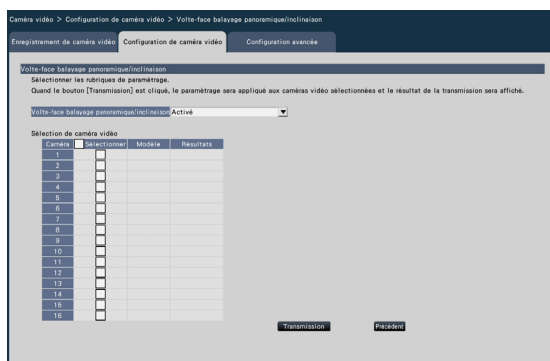 Caméra vidéo > Configuration de caméra vidéo > Volte-face balayage panoramique/inclinaison
Enregistrement de caméra vidéo Configuration de caméra vidéo Configuration avancée
Volte-face balayage panoramique/inclinaison
Sélectionner les rubriques de paramétrage.
Quand le bouton [Transmission] est cliqué, le paramétrage sera appliqué aux caméras vidéo sélectionnées et le résultat de la transmission sera affiché.
Volte-face balayage panoramique/inclinaison Activé
Sélection de caméra vidéo
Caméra Sélectionner Modèle Résultats
1
2
3
4
5
6
7
8
9
10
11
12
13
14
15
16
Transmission Précédent